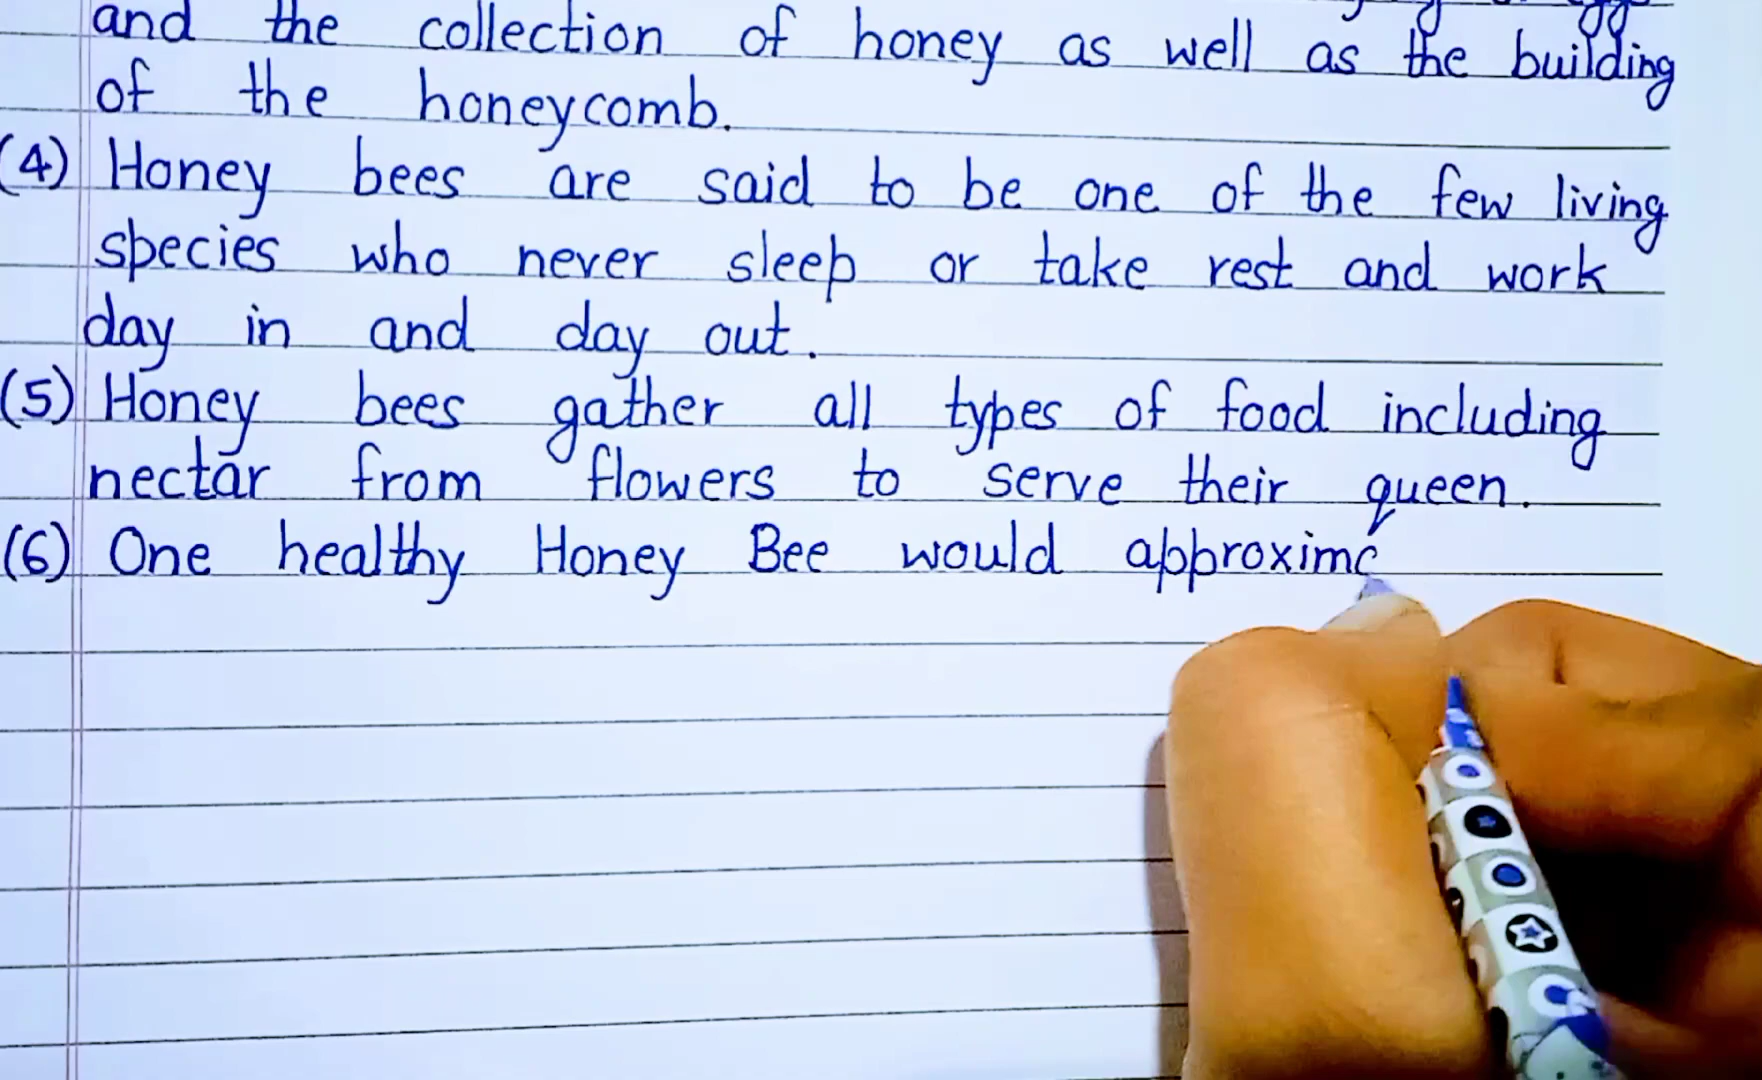 and the collection of honey as well as the building
of the honeycomb.
(4) Honey bees are said to be one of the few living
species who never sleep or take rest and work
day in and day out.
(5) Honey bees gather all types of food including
nectar from flowers to serve their queen.
(6) One healthy Honey Bee would